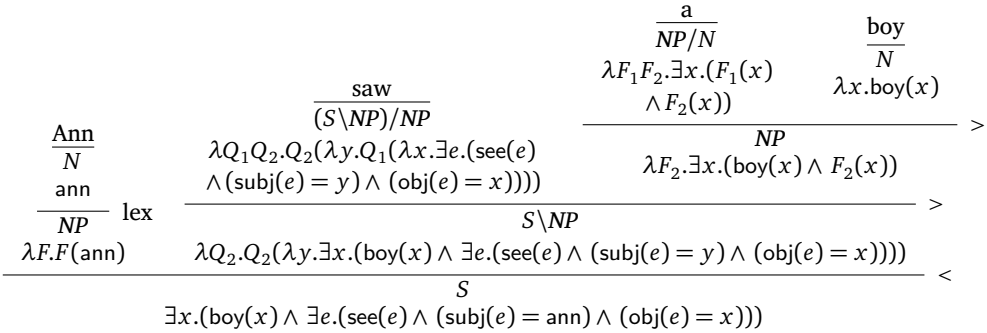 a
NP/N
λF₁F₂.∃x.(F₁(x)
∧ F₂(x))
boy
N
λx.boy(x)
>
NP
λF₂.∃x.(boy(x) ∧ F₂(x))
saw
(S\NP)/NP
λQ₁Q₂.Q₂(λy.Q₁(λx.∃e.(see(e)
∧ (subj(e) = y) ∧ (obj(e) = x))))
>
S\NP
λQ₂.Q₂(λy.∃x.(boy(x) ∧ ∃e.(see(e) ∧ (subj(e) = y) ∧ (obj(e) = x))))
Ann
N
ann
lex
NP
λF.F(ann)
<
S
∃x.(boy(x) ∧ ∃e.(see(e) ∧ (subj(e) = ann) ∧ (obj(e) = x)))